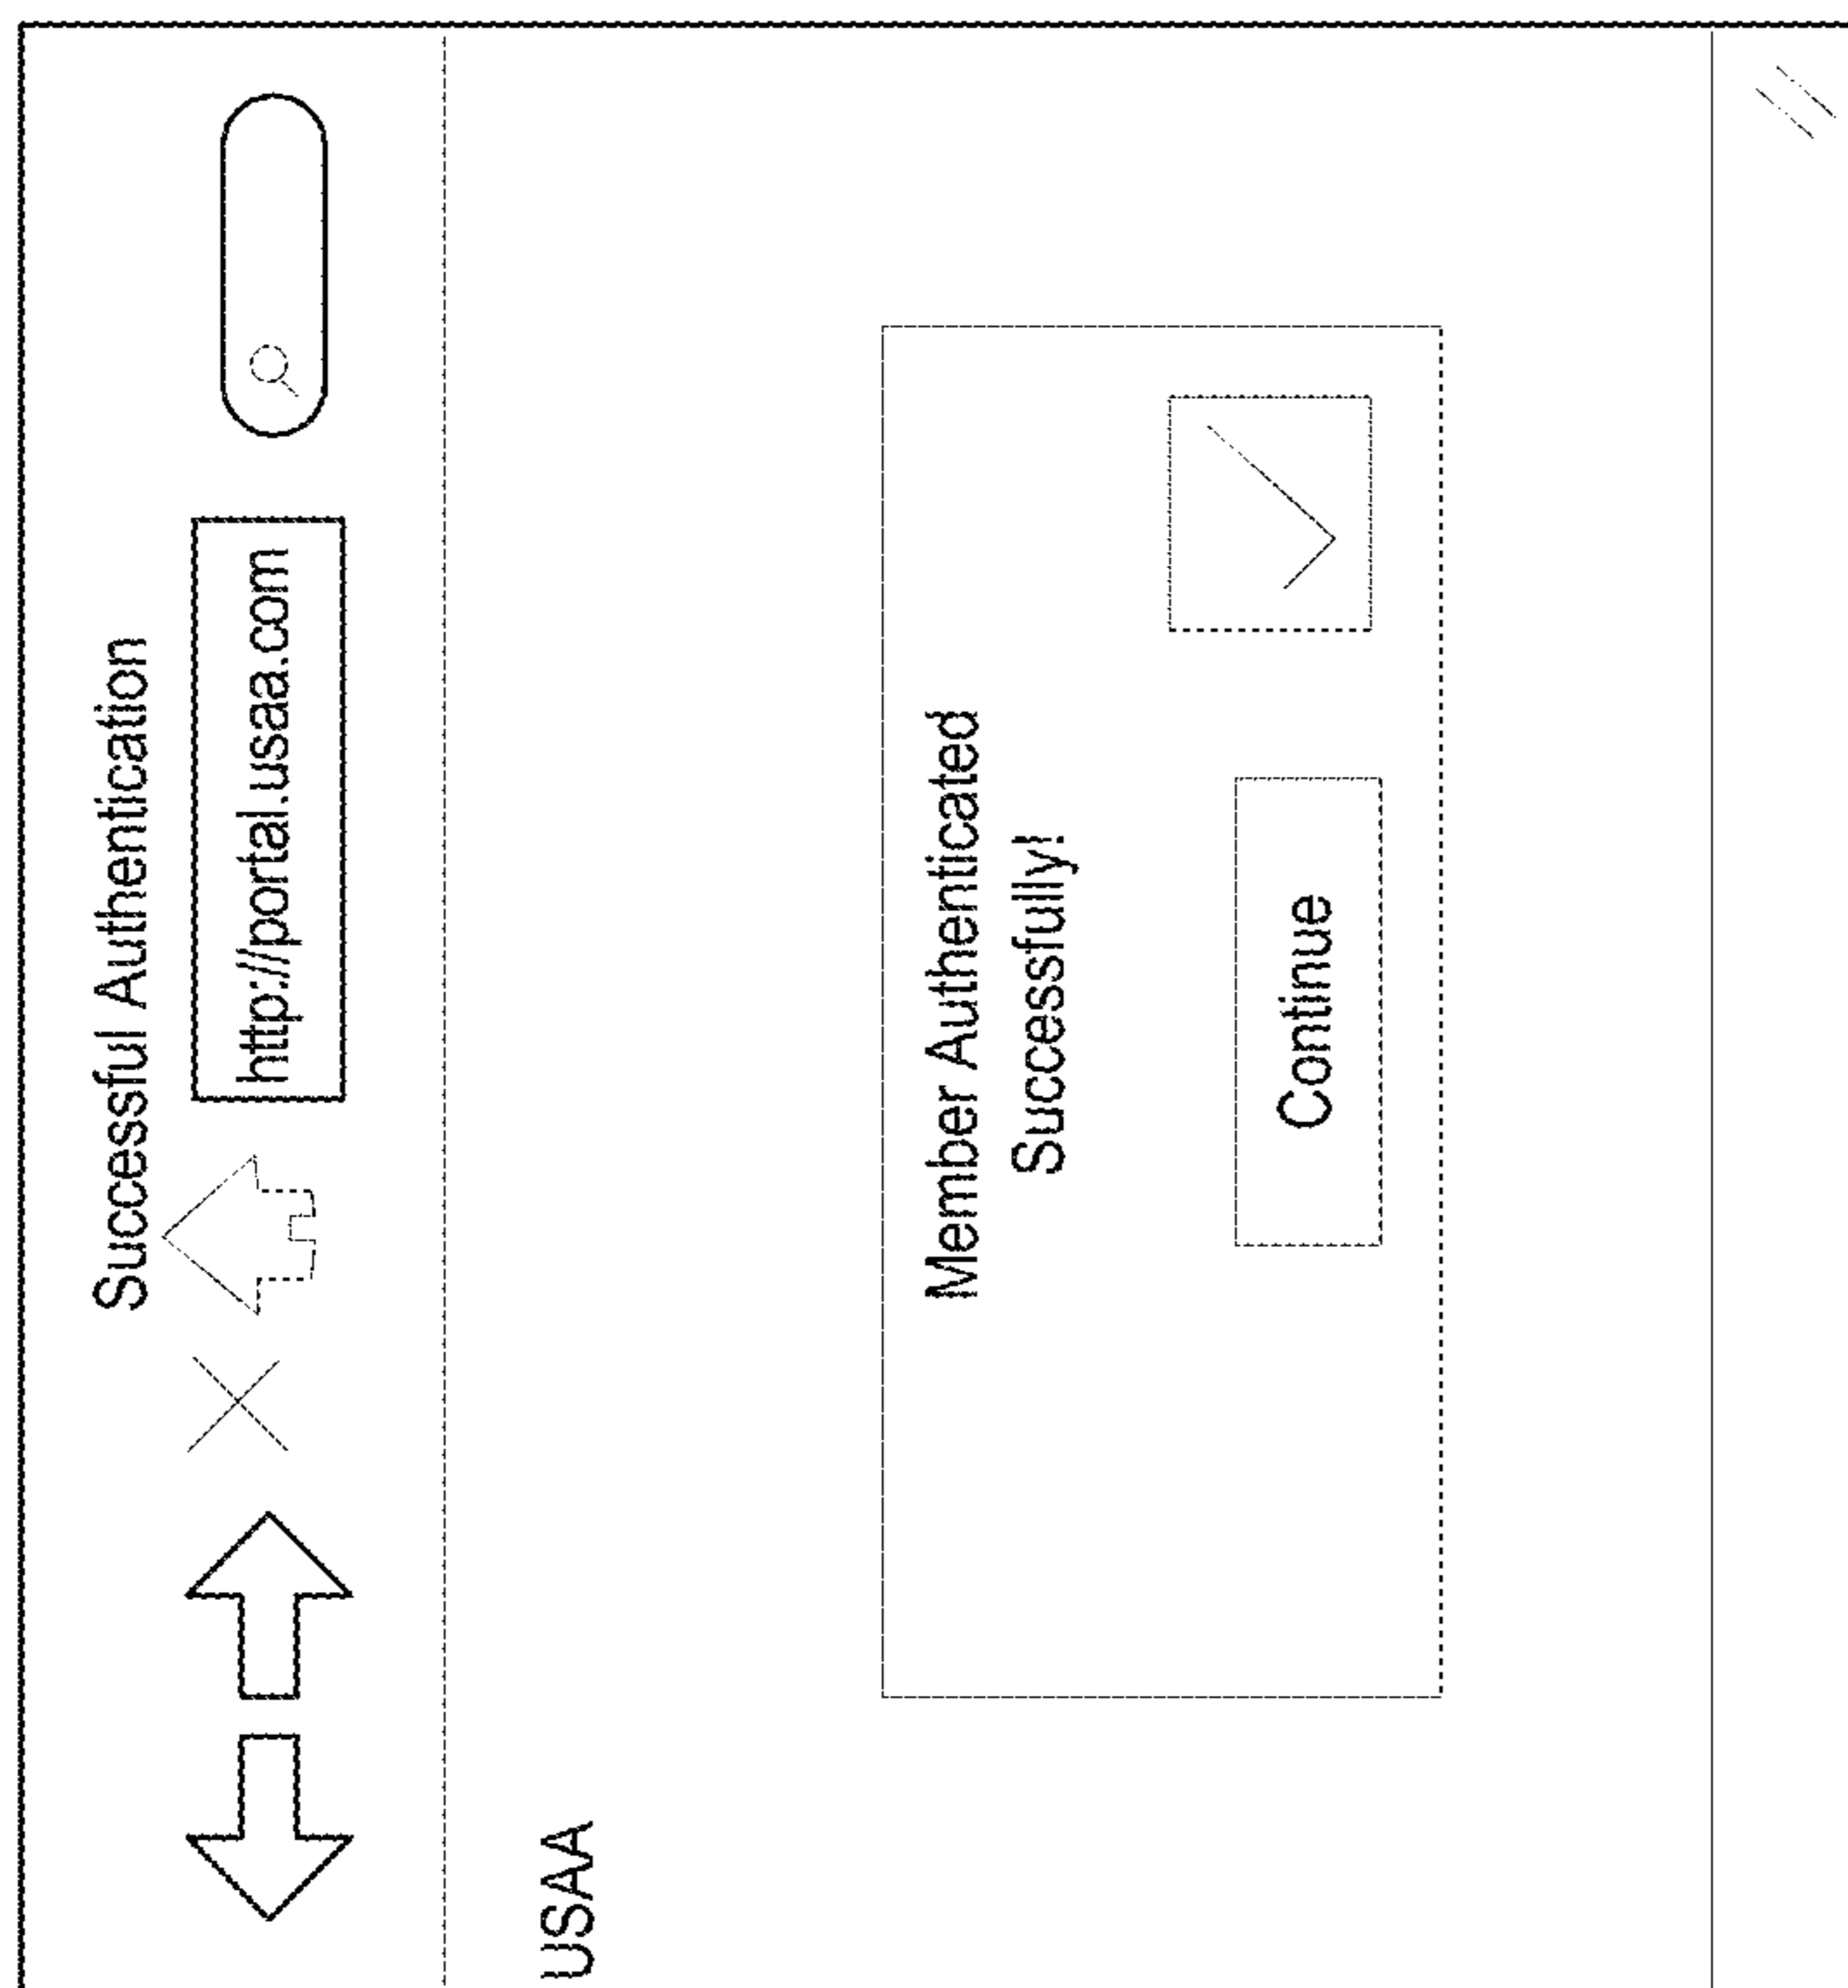 Successful Authentication
http://portal.usaa.com
USAA
Member Authenticated
Successfully!
Continue